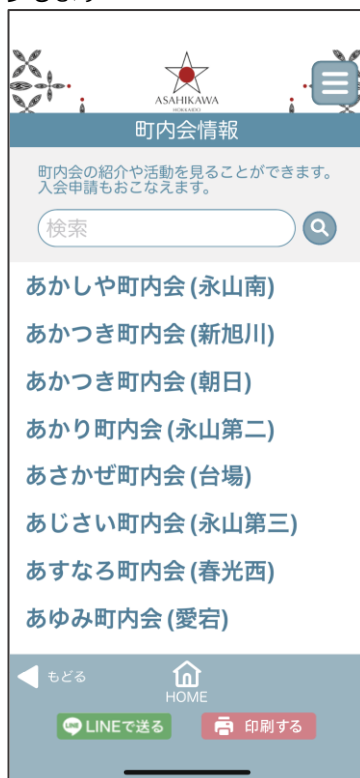 ASAHIKAWA
HOKKAIDO
町内会情報
町内会の紹介や活動を見ることができます。
入会申請もおこなえます。
検索
あかしや町内会(永山南)
あかつき町内会(新旭川)
あかつき町内会(朝日)
あかり町内会(永山第二)
あさかぜ町内会(台場)
あじさい町内会(永山第三)
あすなろ町内会(春光西)
あゆみ町内会(愛宕)
もどる
HOME
LINEで送る
印刷する